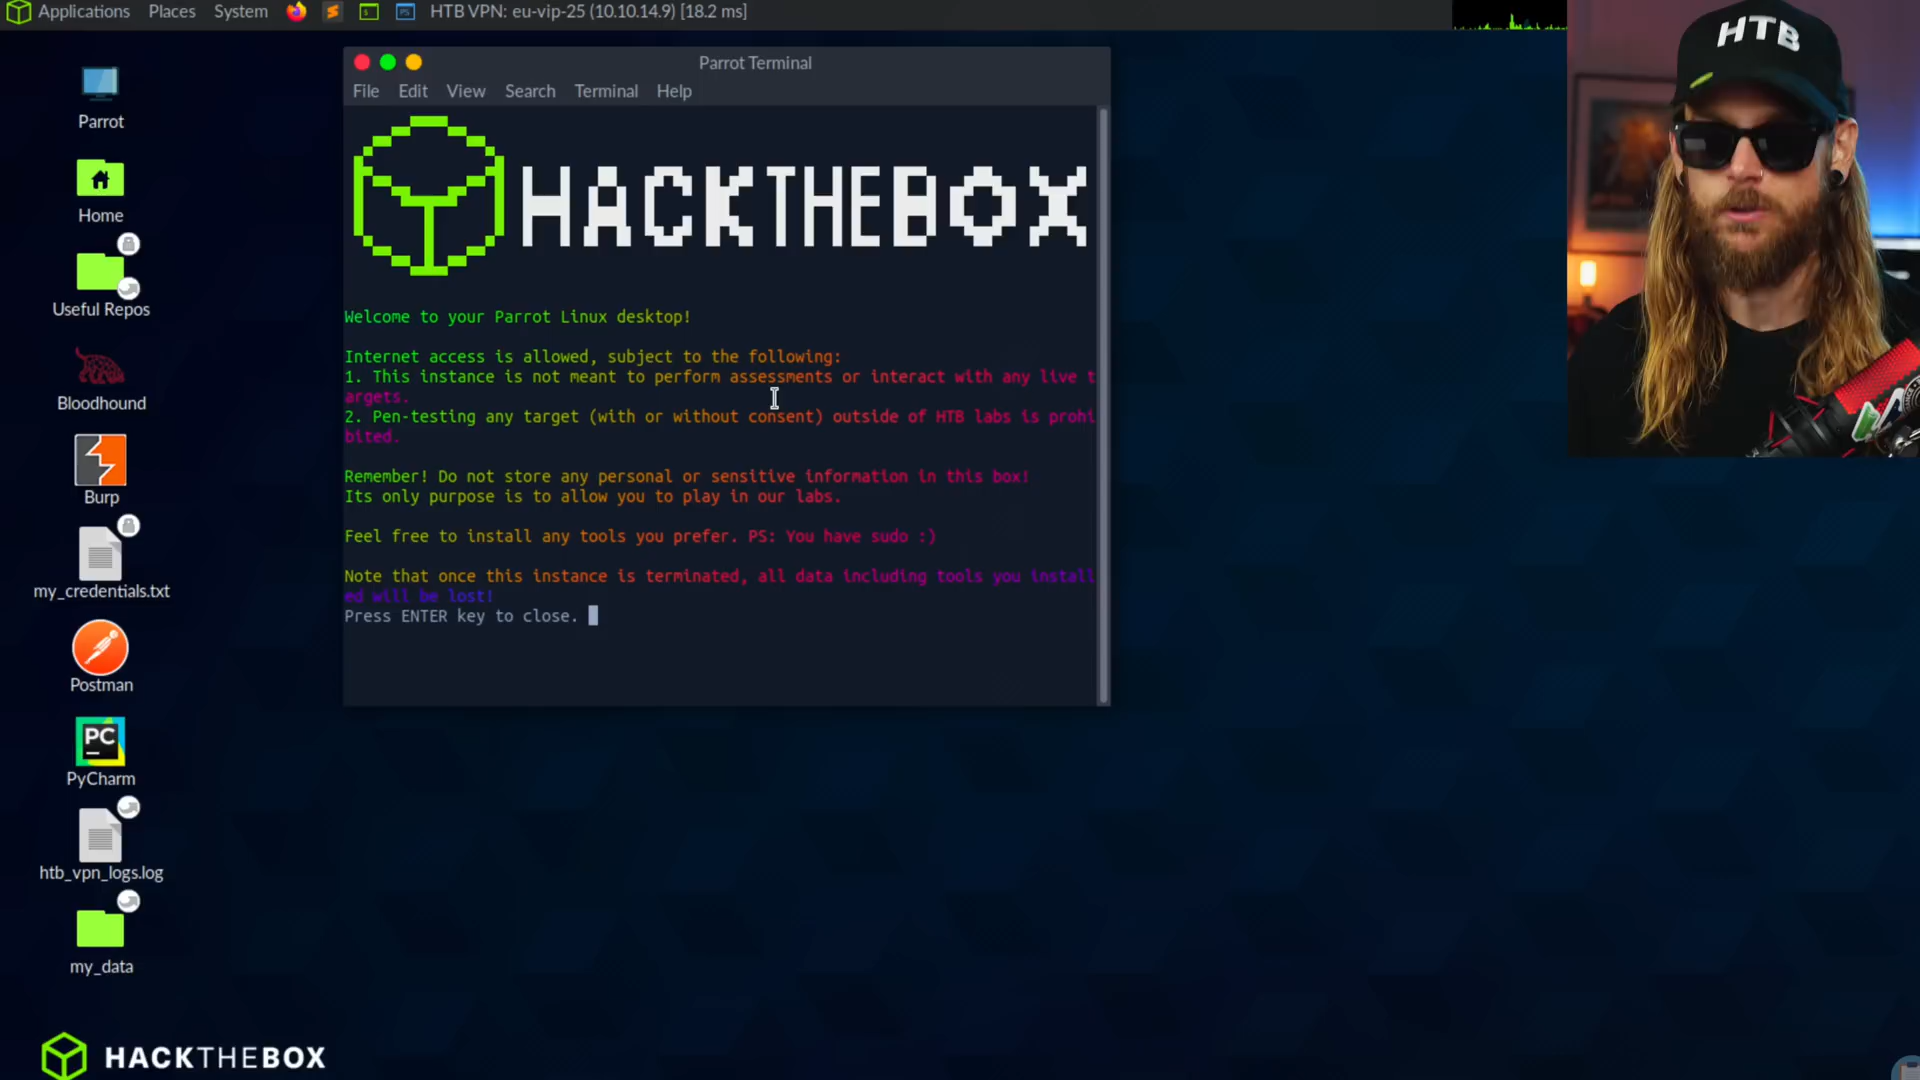 Applications Places System HTB VPN: eu-vip-25 (10.10.14.9) [18.2 ms]
HTB
Parrot
Home
Useful Repos
Bloodhound
Burp
my_credentials.txt
Postman
PC
PyCharm
htb_vpn_logs.log
my_data
HACKTHEBOX
Parrot Terminal
File Edit View Search Terminal Help
HACKTHEBOX
Welcome to your Parrot Linux desktop!
Internet access is allowed, subject to the following:
1. This instance is not meant to perform assessments or interact with any live t
argets.
2. Pen-testing any target (with or without consent) outside of HTB labs is prohi
bited.
Remember! Do not store any personal or sensitive information in this box!
Its only purpose is to allow you to play in our labs.
Feel free to install any tools you prefer. PS: You have sudo :)
Note that once this instance is terminated, all data including tools you install
ed will be lost!
Press ENTER key to close.